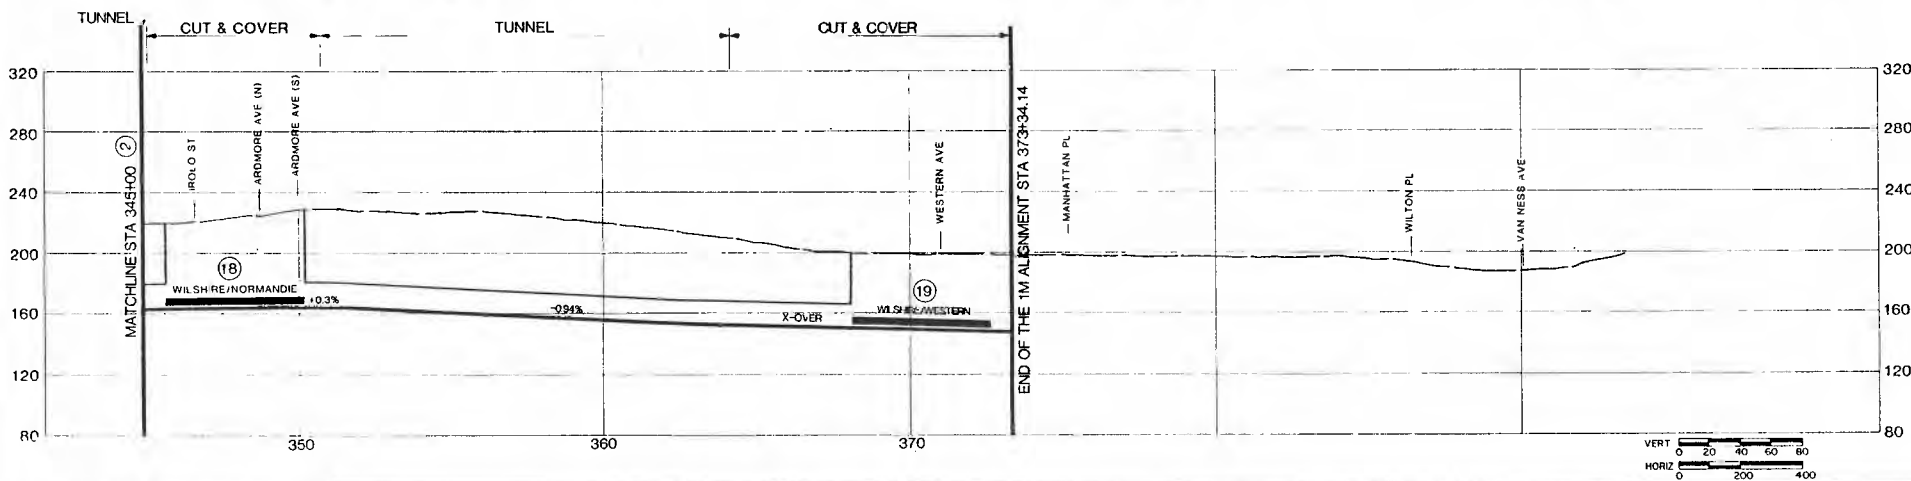 TUNNEL
CUT & COVER
TUNNEL
CUT & COVER
320
320
280
280
240
240
200
200
160
160
120
120
80
80
MATCHLINE STA 345+00 2
IROLO ST
ARDMORE AVE (N)
ARDMORE AVE (S)
18
WILSHIRE/NORMANDIE
+0.3%
-0.94%
X-OVER
WESTERN AVE
19
WILSHIRE/WESTERN
END OF THE 1M ALIGNMENT STA 373+34.14
MANHATTAN PL
WILTON PL
VAN NESS AVE
350
360
370
VERT
0 20 40 60 80
HORIZ
0 200 400